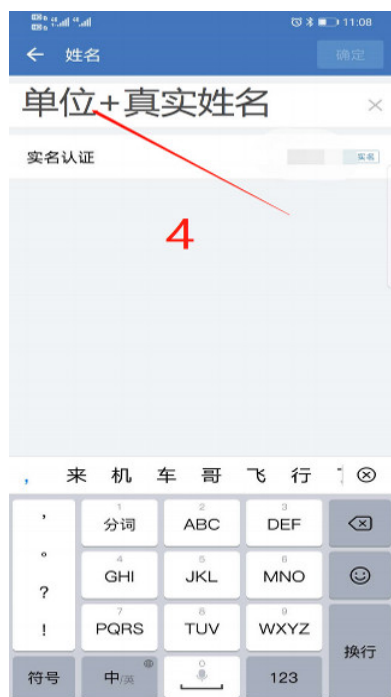 11:08
姓名 确定
单位+真实姓名
实名认证 实名
4
, 来 机 车 哥 飞 行
， 1 分词 2 ABC 3 DEF
。 4 GHI 5 JKL 6 MNO
？
！ 7 PQRS 8 TUV 9 WXYZ
换行
符号 中/英 0 123